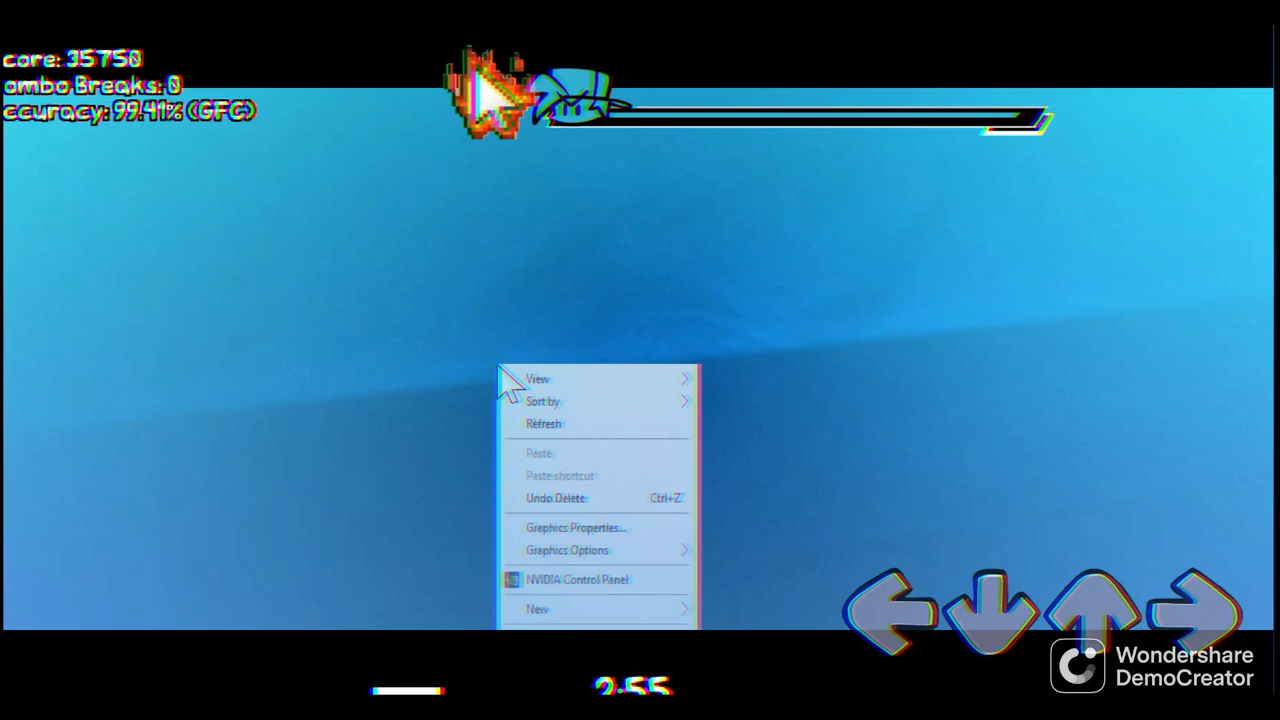 core: 35750
ombo Breaks: 0
ccuracy: 99.41% (GFC)
View
Sort by
Refresh
Paste
Paste shortcut
Undo Delete Ctrl+Z
Graphics Properties...
Graphics Options
NVIDIA Control Panel
New
2:55
Wondershare
DemoCreator